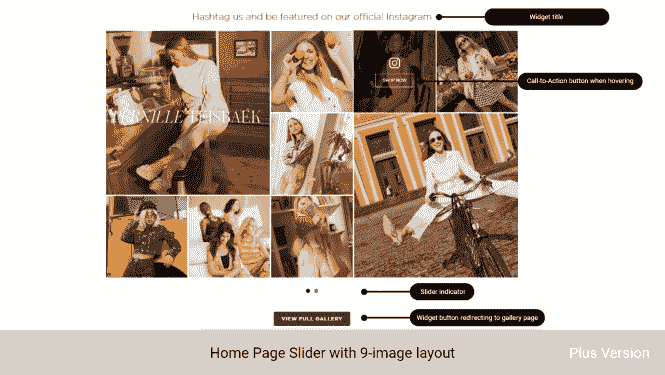 Hashtag us and be featured on our official Instagram
Widget title
SHOP NOW
Call-to-Action button when hovering
PERNILLE TEISBAEK
Slider indicator
VIEW FULL GALLERY
Widget button redirecting to gallery page
Home Page Slider with 9-image layout
Plus Version